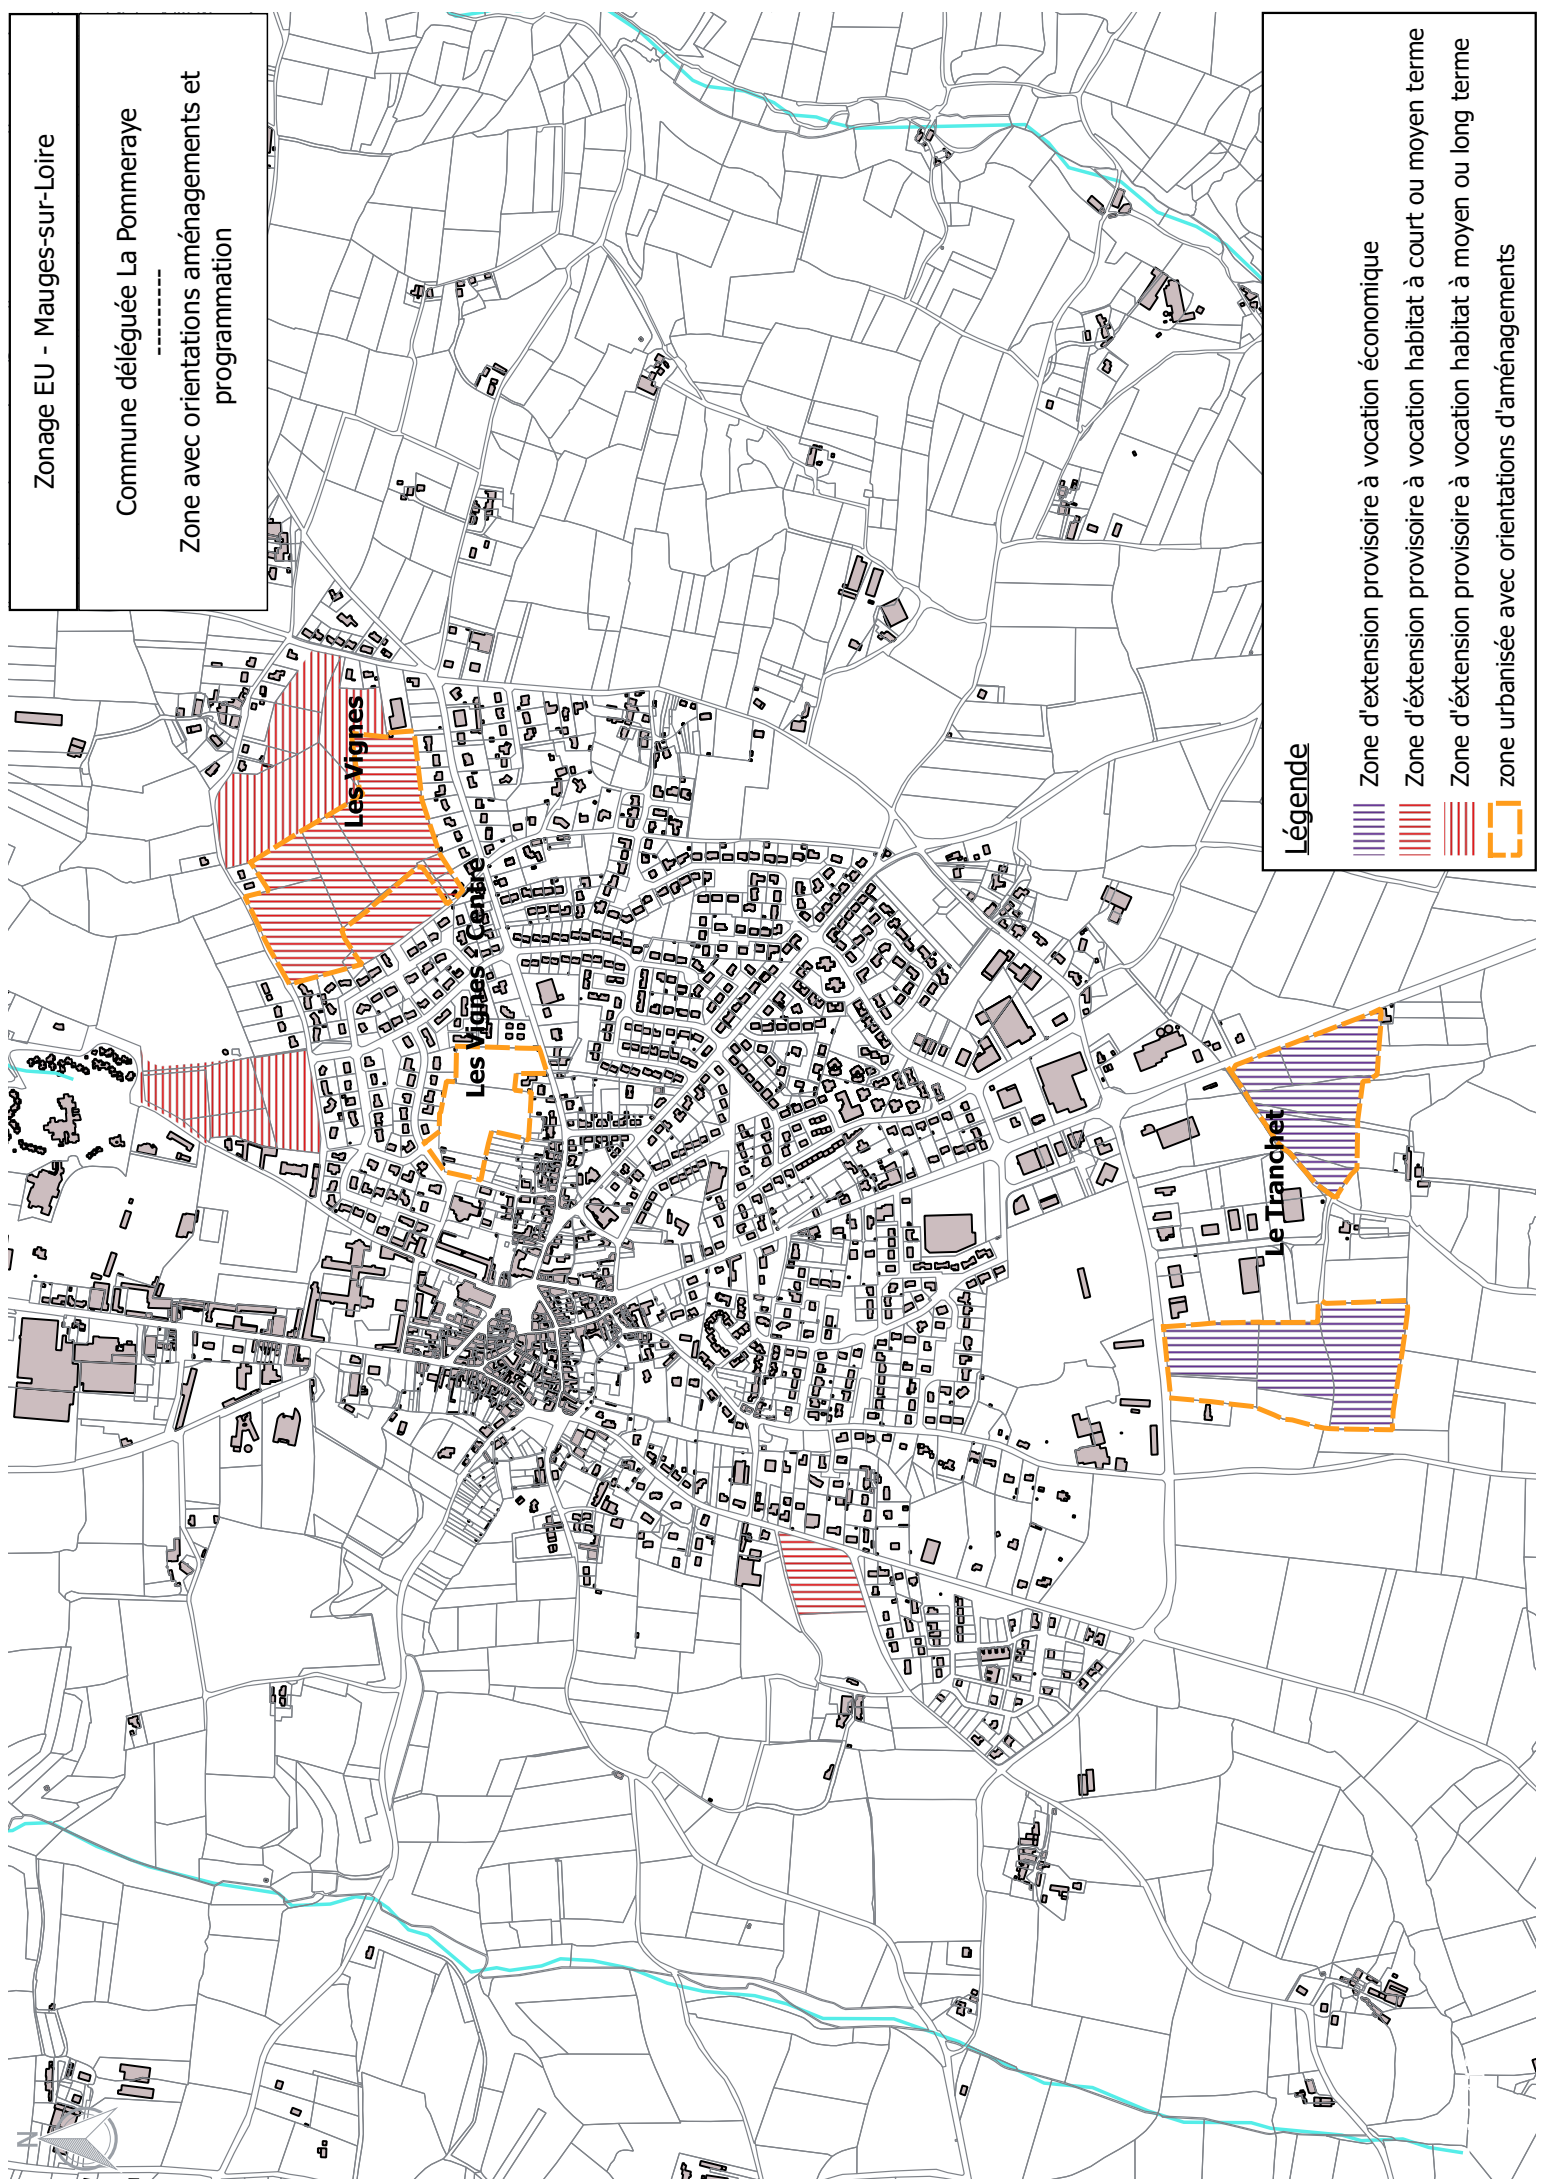 Zonage EU - Mauges-sur-Loire
Commune déléguée La Pommeraye
-----------
Zone avec orientations aménagements et
programmation
Les Vignes
Les Vignes Centre
Le Tranchet
N
Légende
Zone d'extension provisoire à vocation économique
Zone d'éxtension provisoire à vocation habitat à court ou moyen terme
Zone d'éxtension provisoire à vocation habitat à moyen ou long terme
zone urbanisée avec orientations d'aménagements